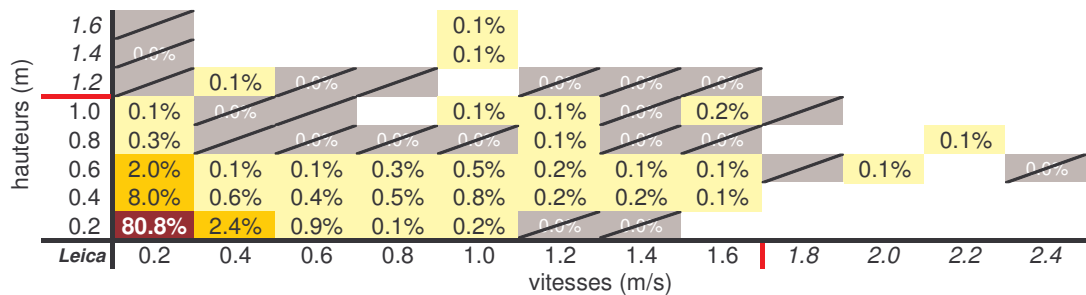 1.6 0.1%
1.4 0.0% 0.1%
1.2 0.1% 0.0% 0.0% 0.0% 0.0%
1.0 0.1% 0.0% 0.1% 0.1% 0.0% 0.2%
0.8 0.3% 0.0% 0.0% 0.0% 0.1% 0.0% 0.0% 0.1%
0.6 2.0% 0.1% 0.1% 0.3% 0.5% 0.2% 0.1% 0.1% 0.1% 0.0%
0.4 8.0% 0.6% 0.4% 0.5% 0.8% 0.2% 0.2% 0.1%
0.2 80.8% 2.4% 0.9% 0.1% 0.2% 0.0% 0.0%
hauteurs (m)
Leica 0.2 0.4 0.6 0.8 1.0 1.2 1.4 1.6 1.8 2.0 2.2 2.4
vitesses (m/s)